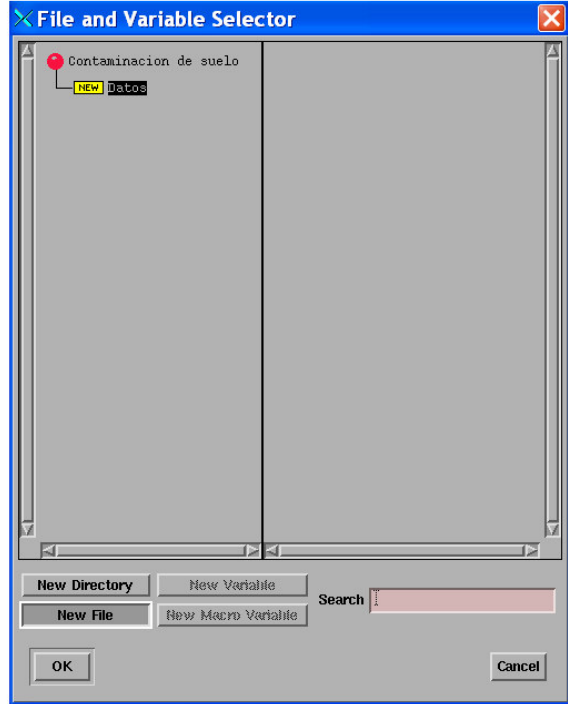 File and Variable Selector
Contaminacion de suelo
NEW Datos
New Directory
New Variable
New File
New Macro Variable
Search
OK
Cancel